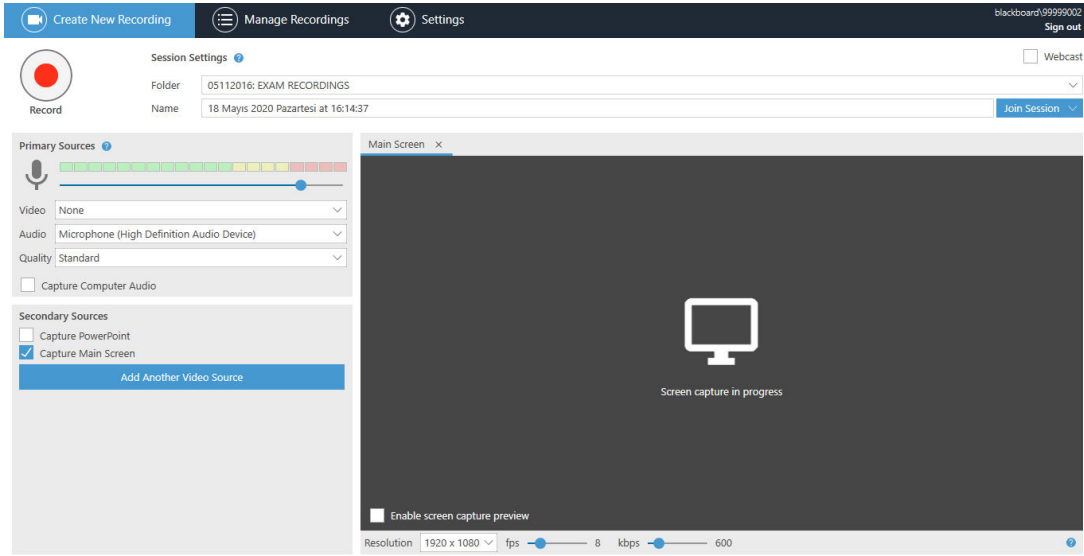 Create New Recording
Manage Recordings
Settings
blackboard\99999002
Sign out
Record
Session Settings ?
Webcast
Folder 05112016: EXAM RECORDINGS
Name 18 Mayıs 2020 Pazartesi at 16:14:37
Join Session
Primary Sources ?
Video None
Audio Microphone (High Definition Audio Device)
Quality Standard
Capture Computer Audio
Secondary Sources
Capture PowerPoint
Capture Main Screen
Add Another Video Source
Main Screen ×
Screen capture in progress
Enable screen capture preview
Resolution 1920 x 1080 fps 8 kbps 600 ?